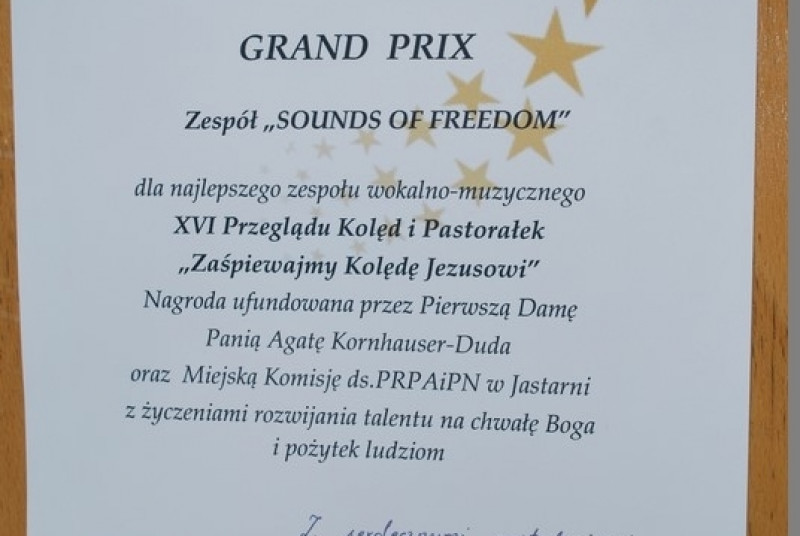 GRAND PRIX
Zespół „SOUNDS OF FREEDOM”
dla najlepszego zespołu wokalno-muzycznego
XVI Przeglądu Kolęd i Pastorałek
„Zaśpiewajmy Kolędę Jezusowi”
Nagroda ufundowana przez Pierwszą Damę
Panią Agatę Kornhauser-Duda
oraz Miejską Komisję ds.PRPAiPN w Jastarni
z życzeniami rozwijania talentu na chwałę Boga
i pożytek ludziom
Z serdecznymi